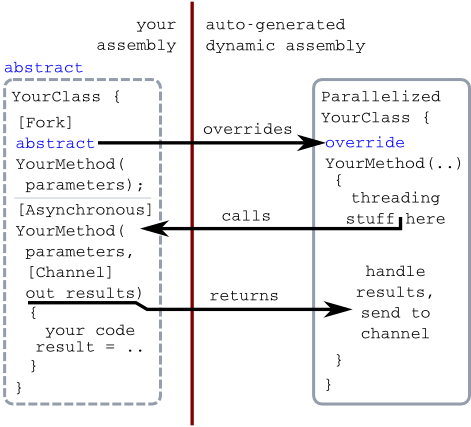 your
assembly
auto-generated
dynamic assembly
abstract
YourClass {
[Fork]
abstract
YourMethod(
parameters);
[Asynchronous]
YourMethod(
parameters,
[Channel]
out results)
{
your code
result = ..
}
}
overrides
calls
returns
Parallelized
YourClass {
override
YourMethod(..)
{
threading
stuff here
handle
results,
send to
channel
}
}